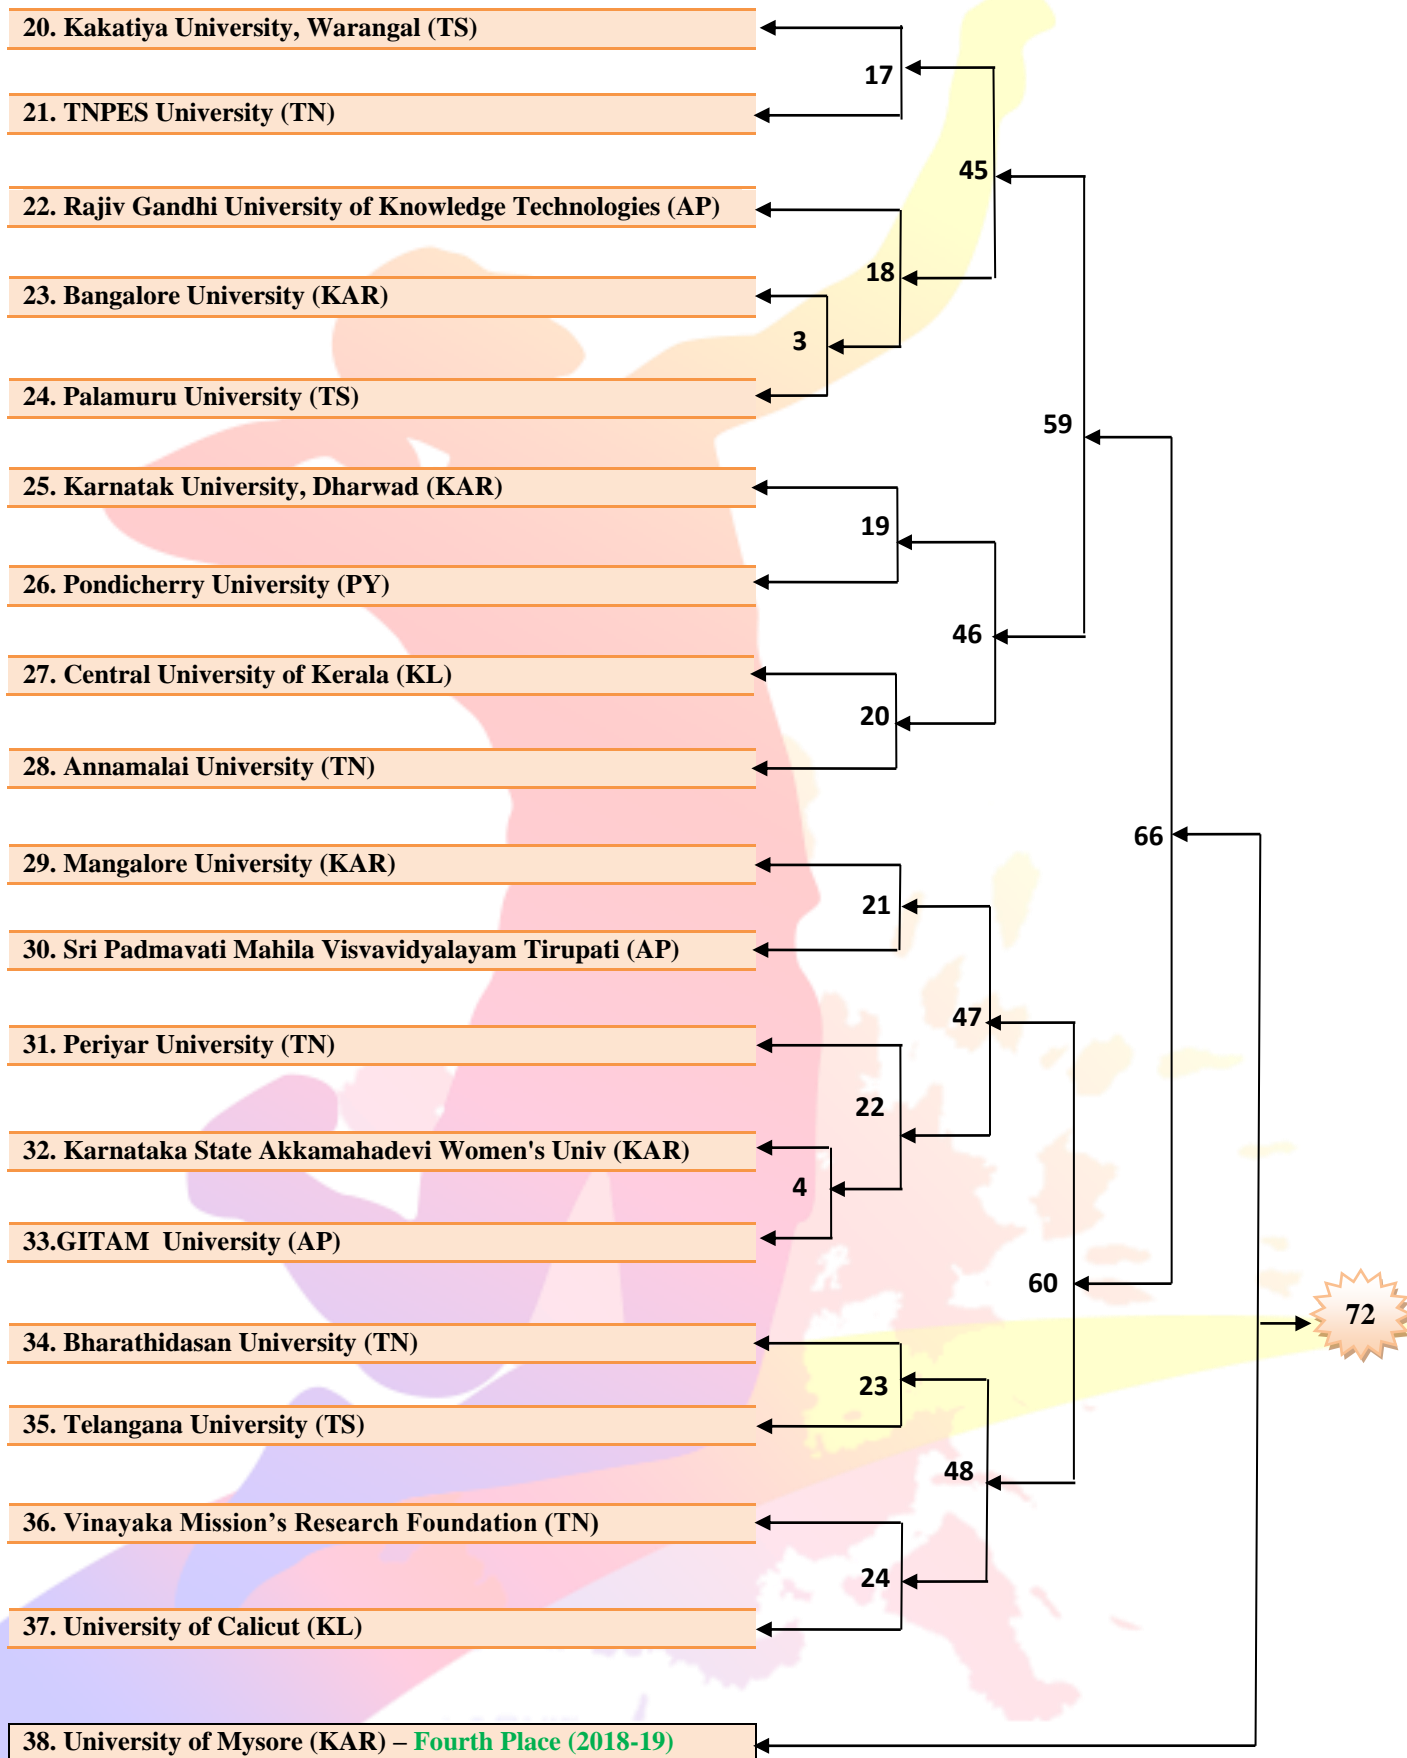 20. Kakatiya University, Warangal (TS)
17
21. TNPES University (TN)
45
22. Rajiv Gandhi University of Knowledge Technologies (AP)
18
23. Bangalore University (KAR)
3
24. Palamuru University (TS)
59
25. Karnatak University, Dharwad (KAR)
19
26. Pondicherry University (PY)
46
27. Central University of Kerala (KL)
20
28. Annamalai University (TN)
66
29. Mangalore University (KAR)
21
30. Sri Padmavati Mahila Visvavidyalayam Tirupati (AP)
47
31. Periyar University (TN)
22
32. Karnataka State Akkamahadevi Women's Univ (KAR)
4
33.GITAM  University (AP)
60
72
34. Bharathidasan University (TN)
23
35. Telangana University (TS)
48
36. Vinayaka Mission’s Research Foundation (TN)
24
37. University of Calicut (KL)
38. University of Mysore (KAR) – Fourth Place (2018-19)